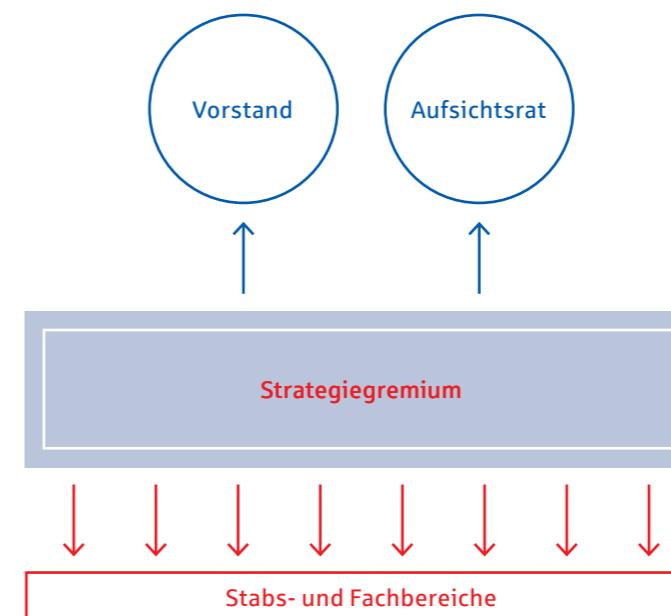 Vorstand
Aufsichtsrat
Strategiegremium
Stabs- und Fachbereiche